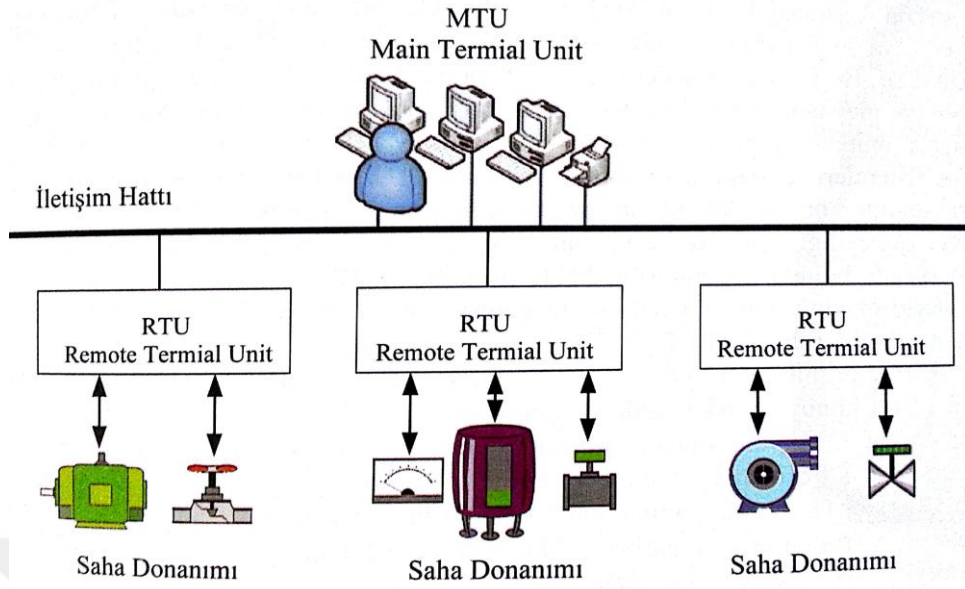 MTU
Main Termial Unit
İletişim Hattı
RTU
Remote Termial Unit
RTU
Remote Termial Unit
RTU
Remote Termial Unit
Saha Donanımı
Saha Donanımı
Saha Donanımı